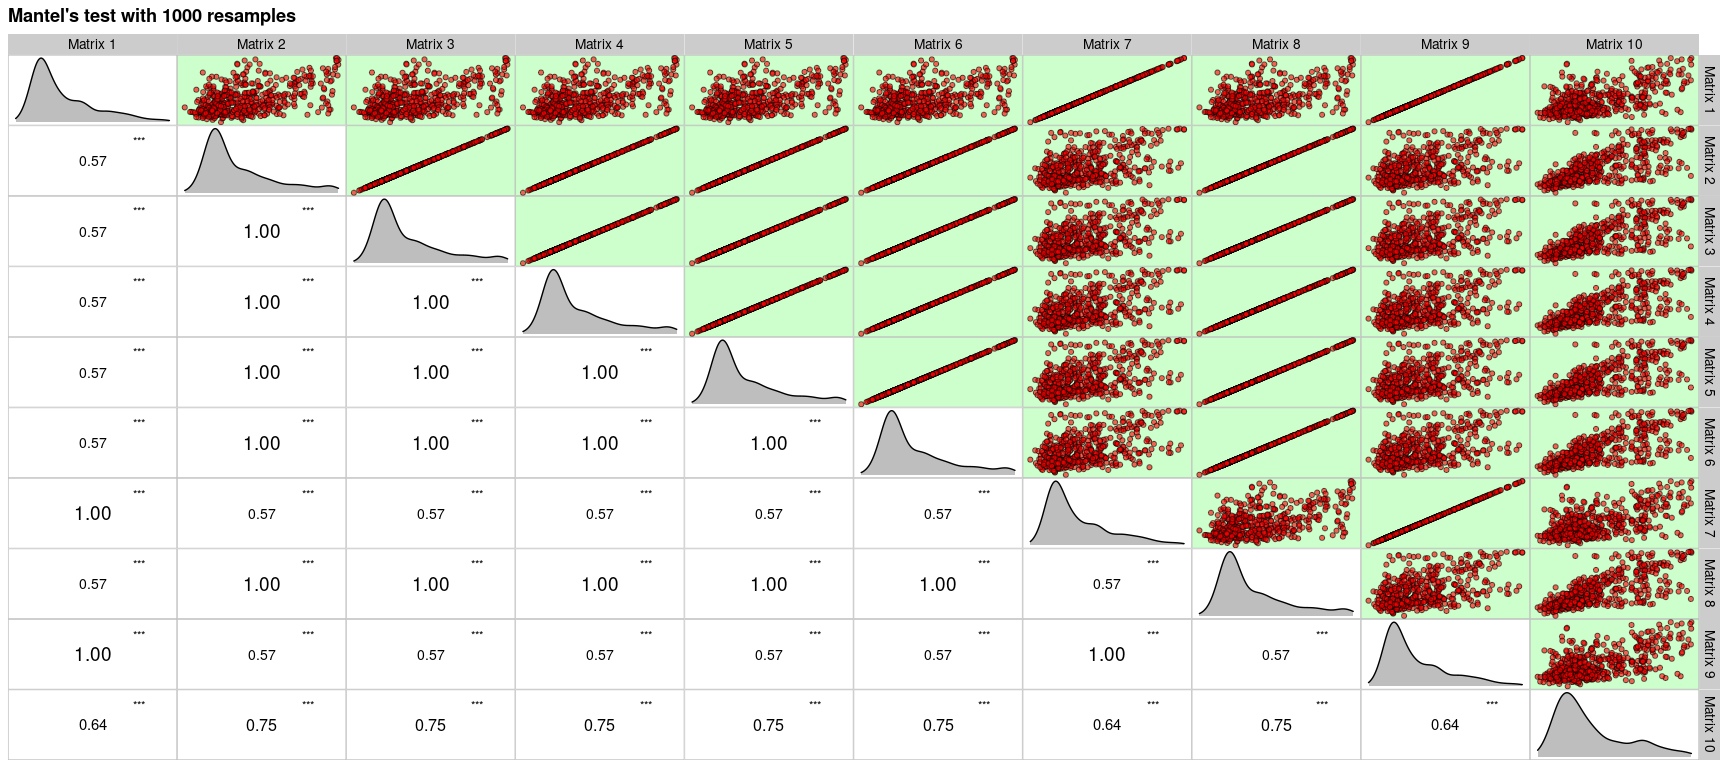 Mantel's test with 1000 resamples
Matrix 1 Matrix 2 Matrix 3 Matrix 4 Matrix 5 Matrix 6 Matrix 7 Matrix 8 Matrix 9 Matrix 10
Matrix 1
*** 
0.57
Matrix 2
*** ***
0.57 1.00
Matrix 3
*** *** ***
0.57 1.00 1.00
Matrix 4
*** *** *** ***
0.57 1.00 1.00 1.00
Matrix 5
*** *** *** *** ***
0.57 1.00 1.00 1.00 1.00
Matrix 6
*** *** *** *** *** ***
1.00 0.57 0.57 0.57 0.57 0.57
Matrix 7
*** *** *** *** *** *** ***
0.57 1.00 1.00 1.00 1.00 1.00 0.57
Matrix 8
*** *** *** *** *** *** *** ***
1.00 0.57 0.57 0.57 0.57 0.57 1.00 0.57
Matrix 9
*** *** *** *** *** *** *** *** ***
0.64 0.75 0.75 0.75 0.75 0.75 0.64 0.75 0.64
Matrix 10